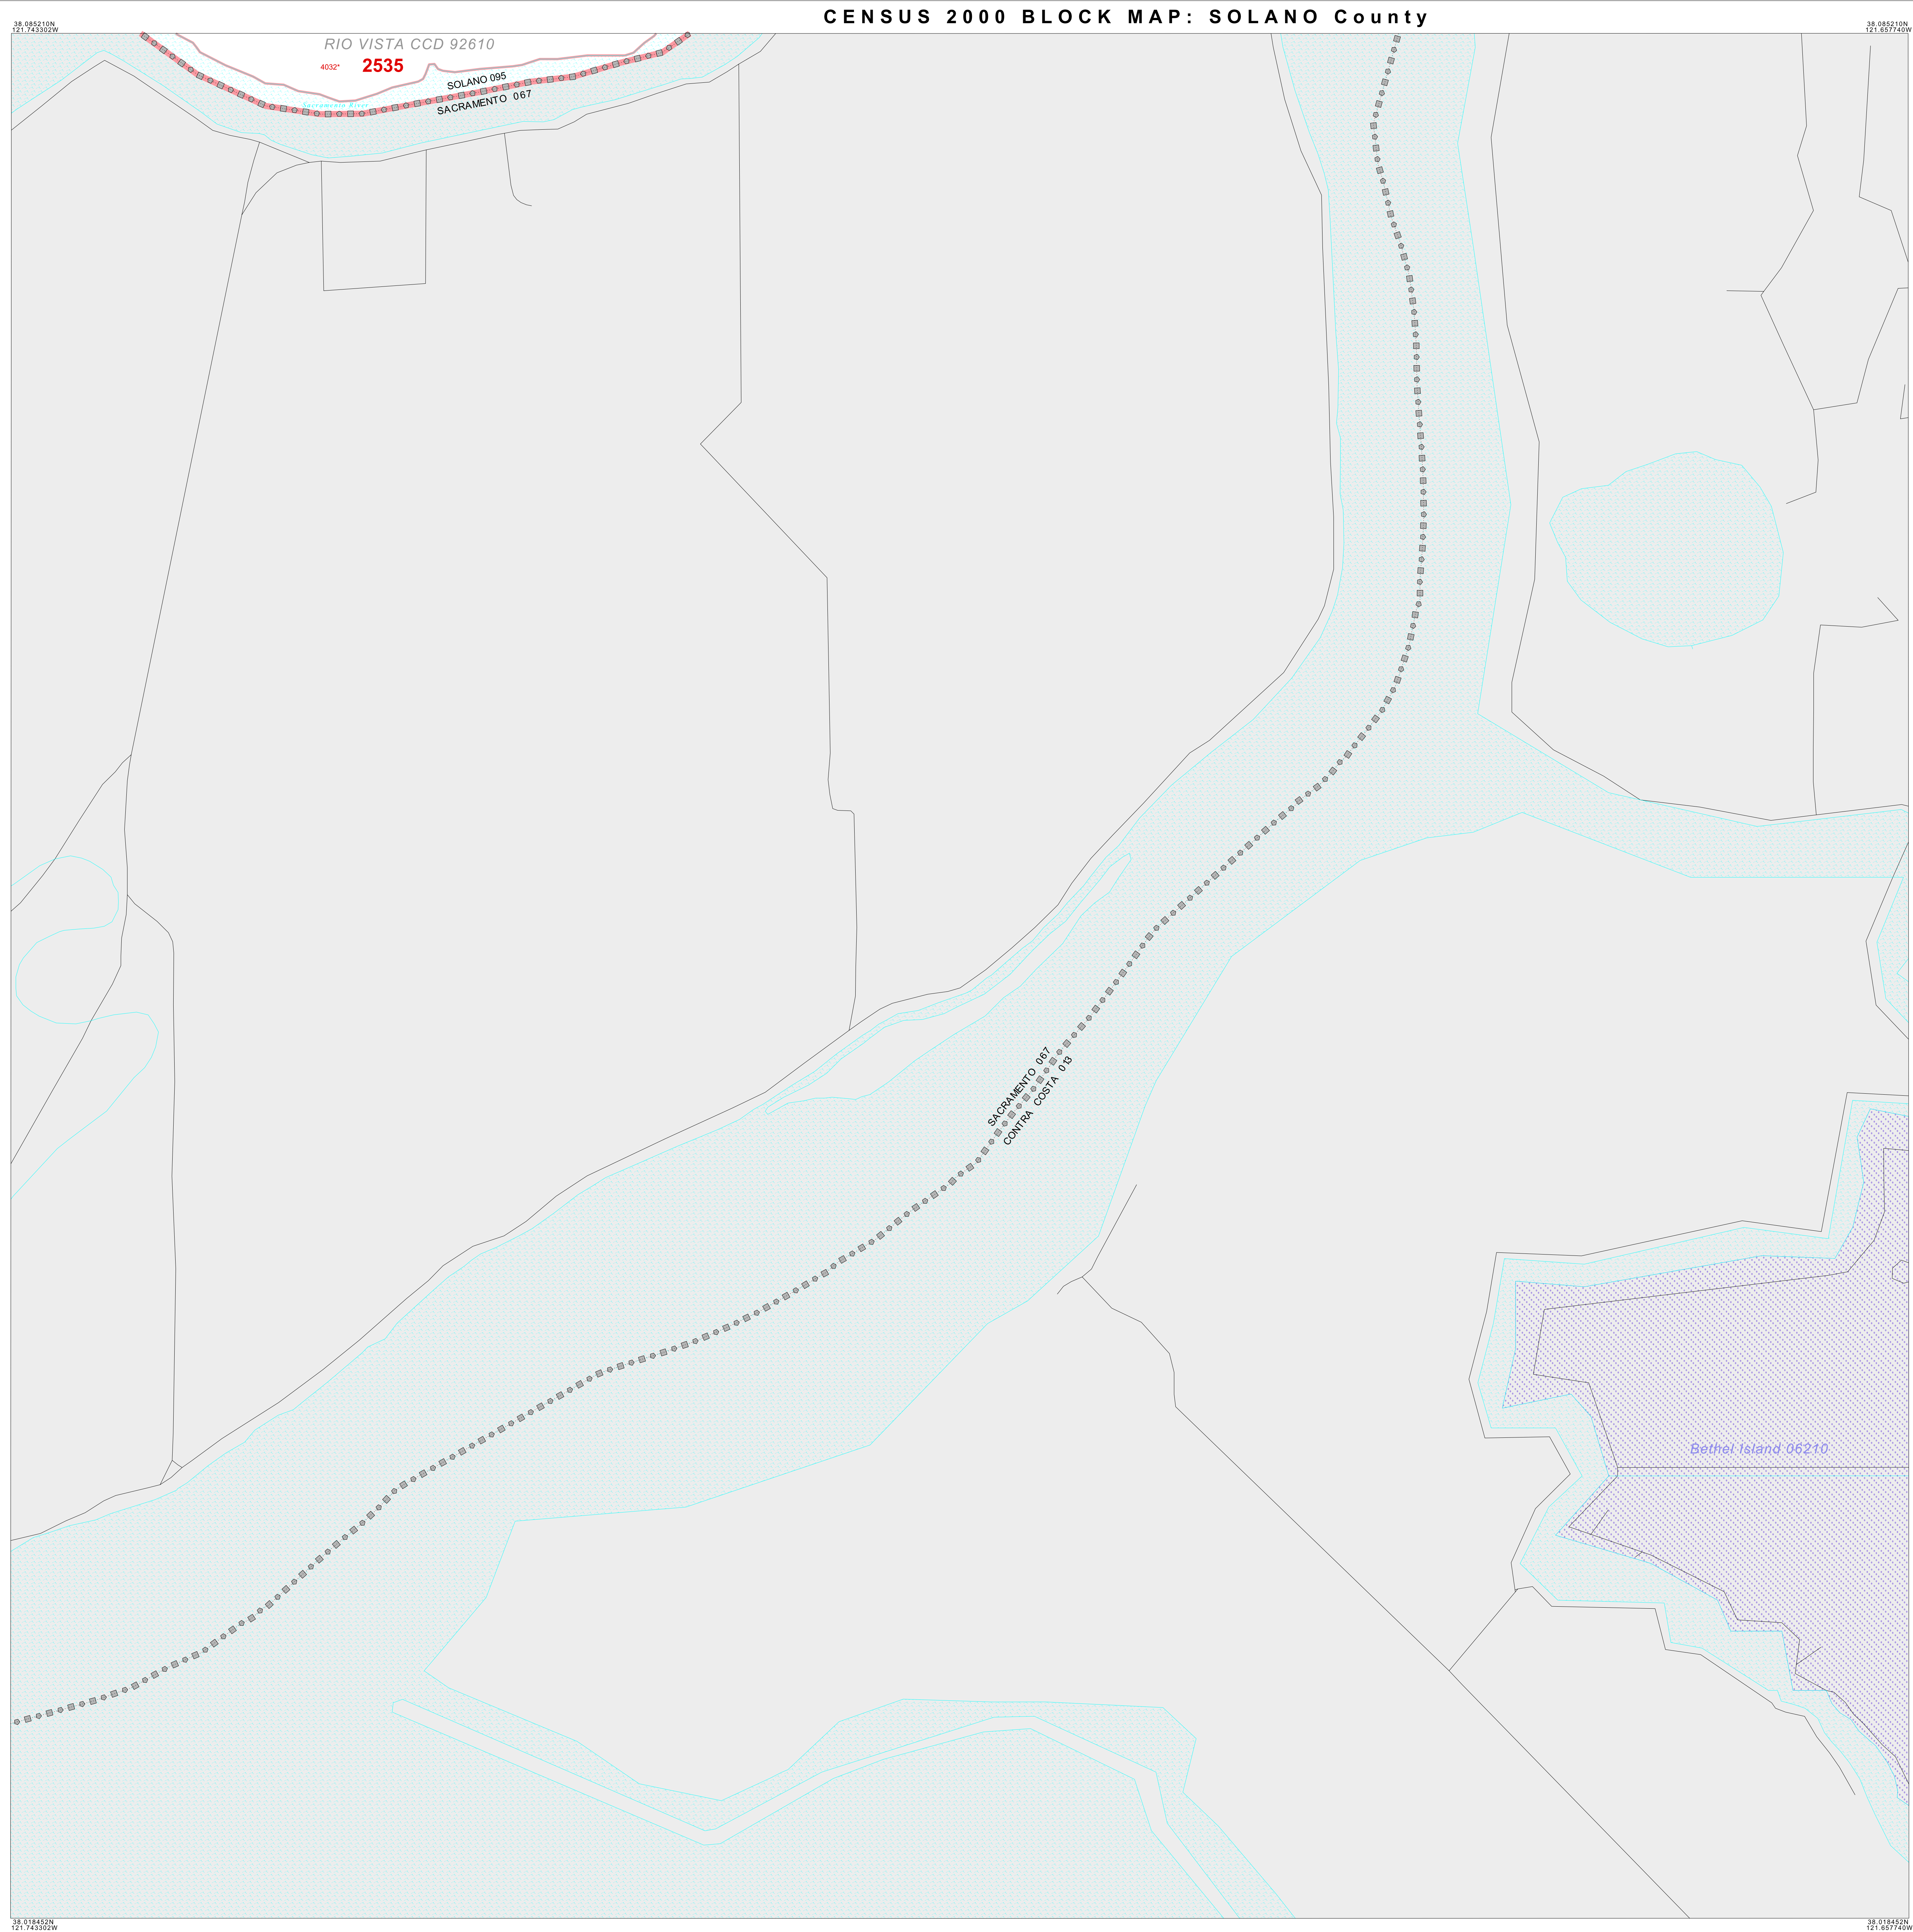 CENSUS 2000 BLOCK MAP: SOLANO County
38.085210N
121.743302W
38.085210N
121.657740W
RIO VISTA CCD 92610
4032* 2535
SOLANO 095
Sacramento River
SACRAMENTO 067
SACRAMENTO 067
CONTRA COSTA 013
Bethel Island 06210
38.018452N
121.743302W
38.018452N
121.657740W